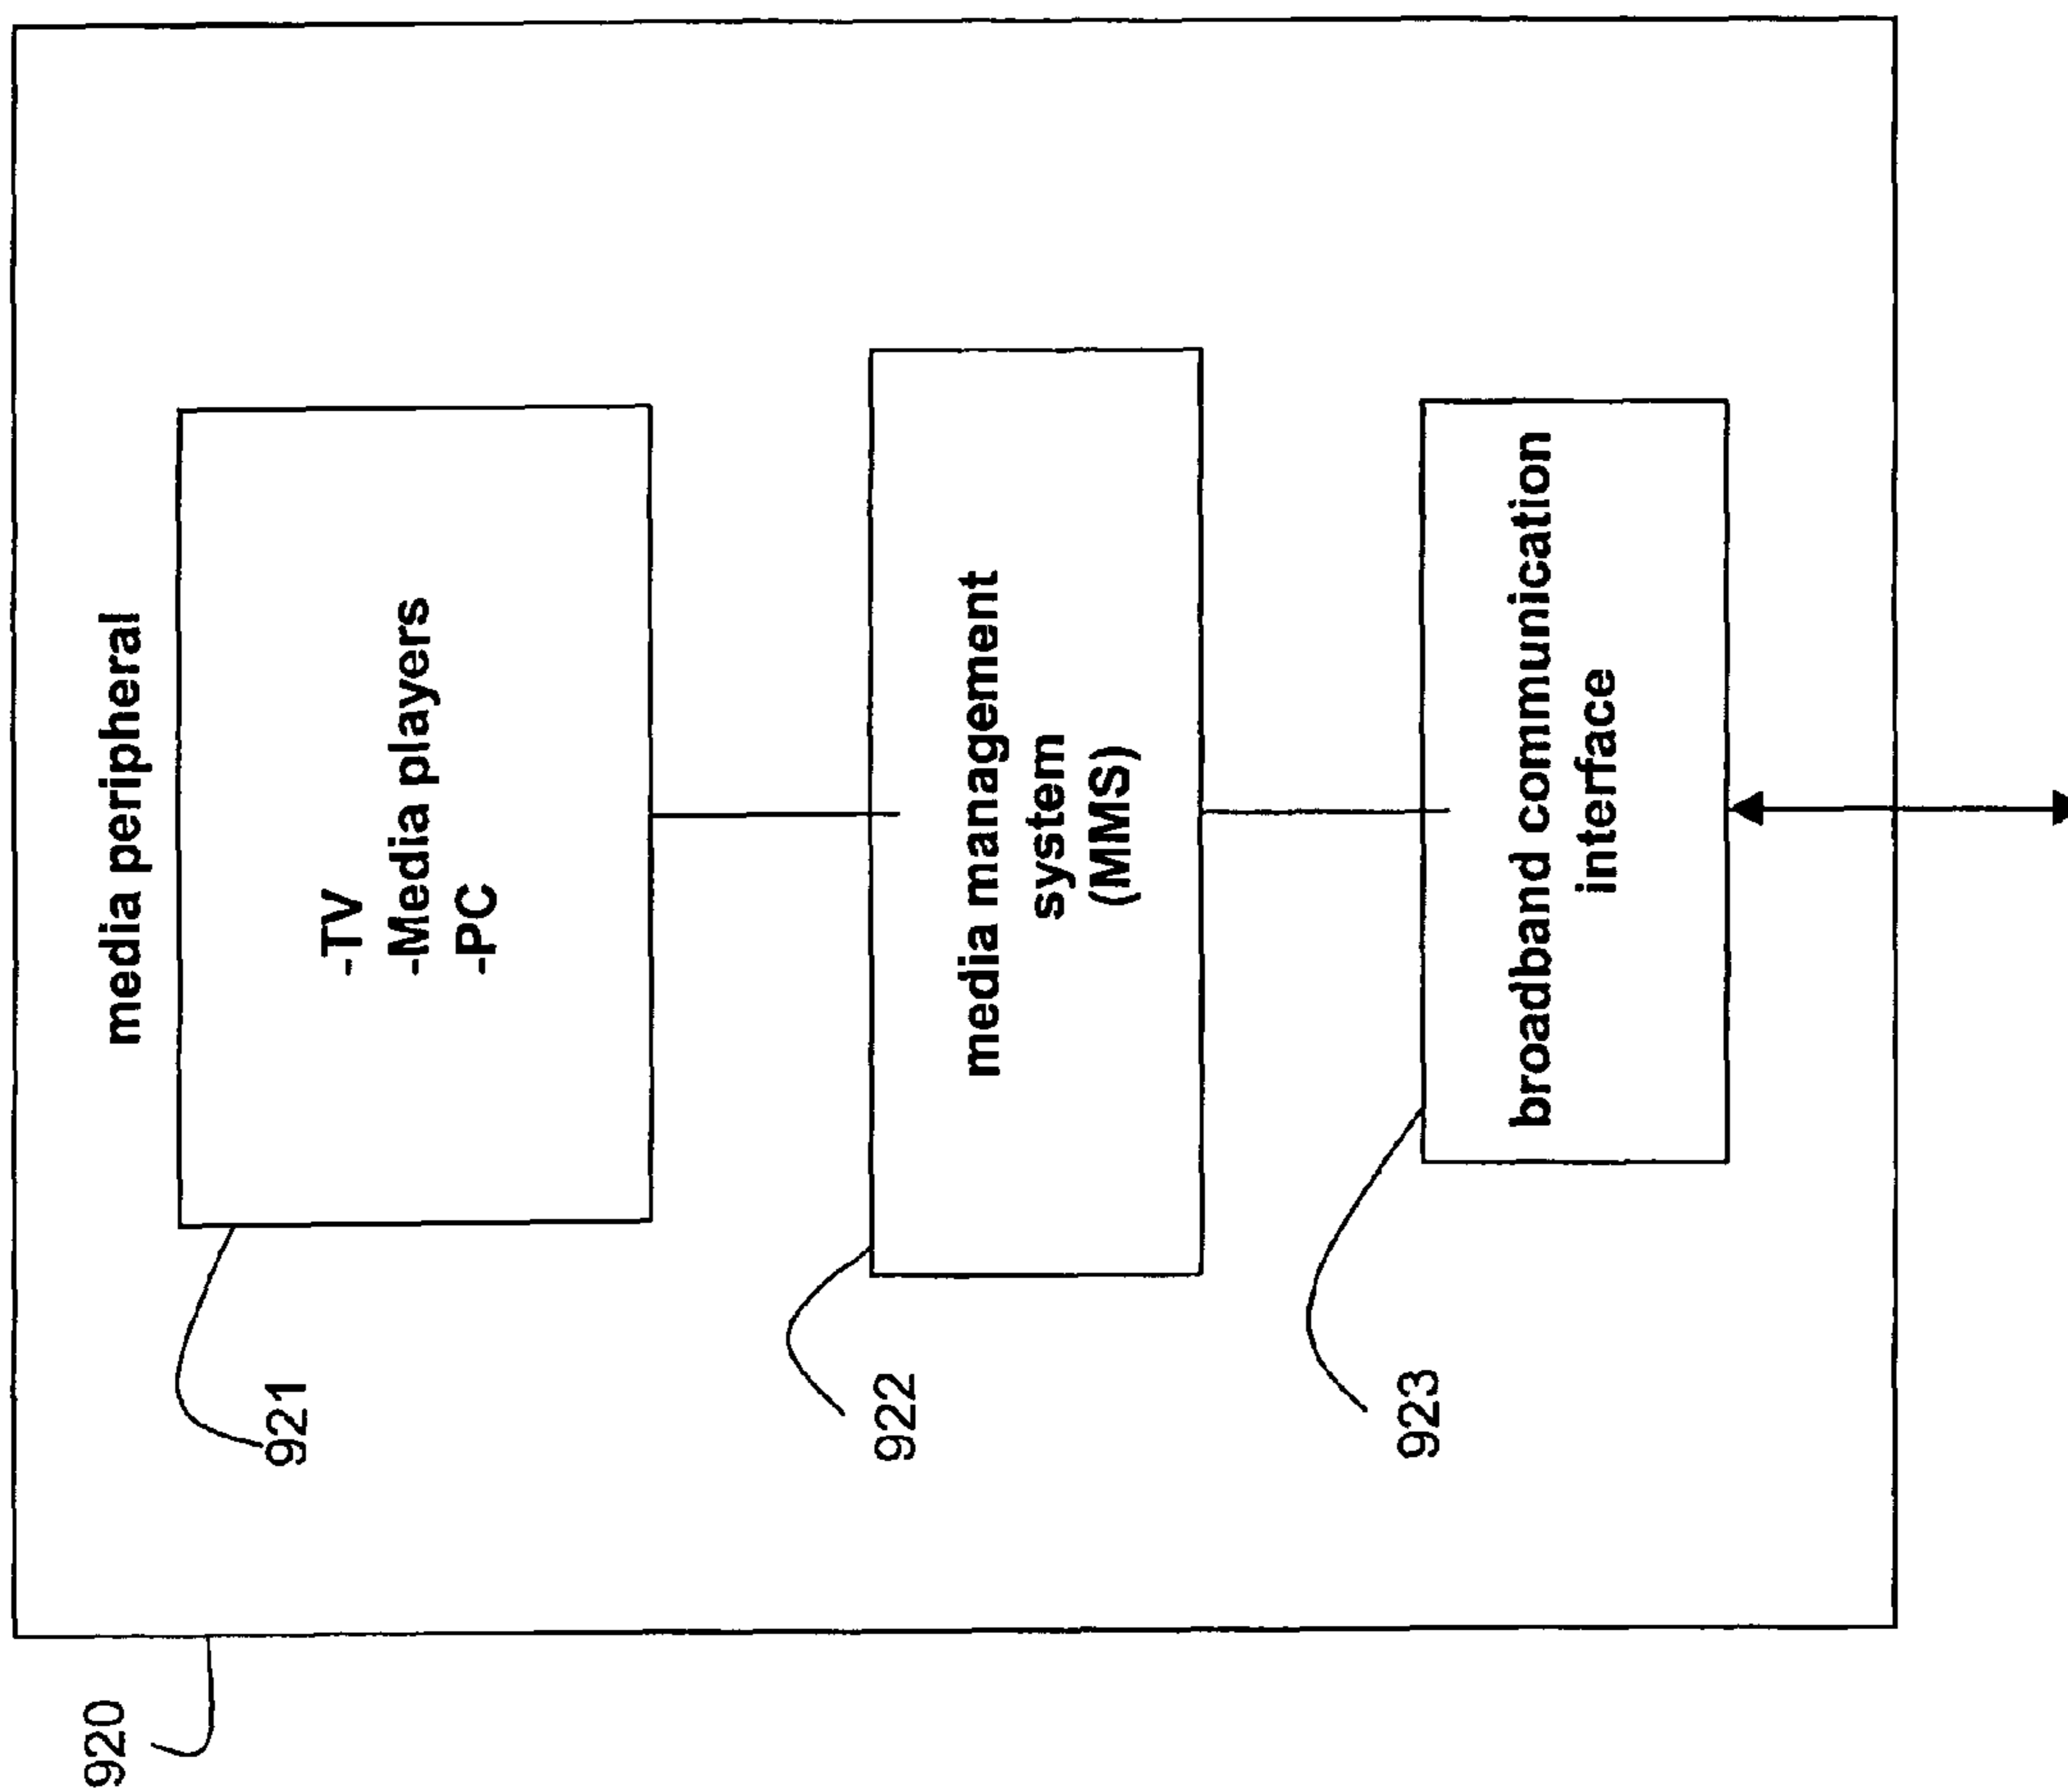 media peripheral
-TV
-Media players
-PC
media management
system
(MMS)
broadband communication
interface
920
921
922
923